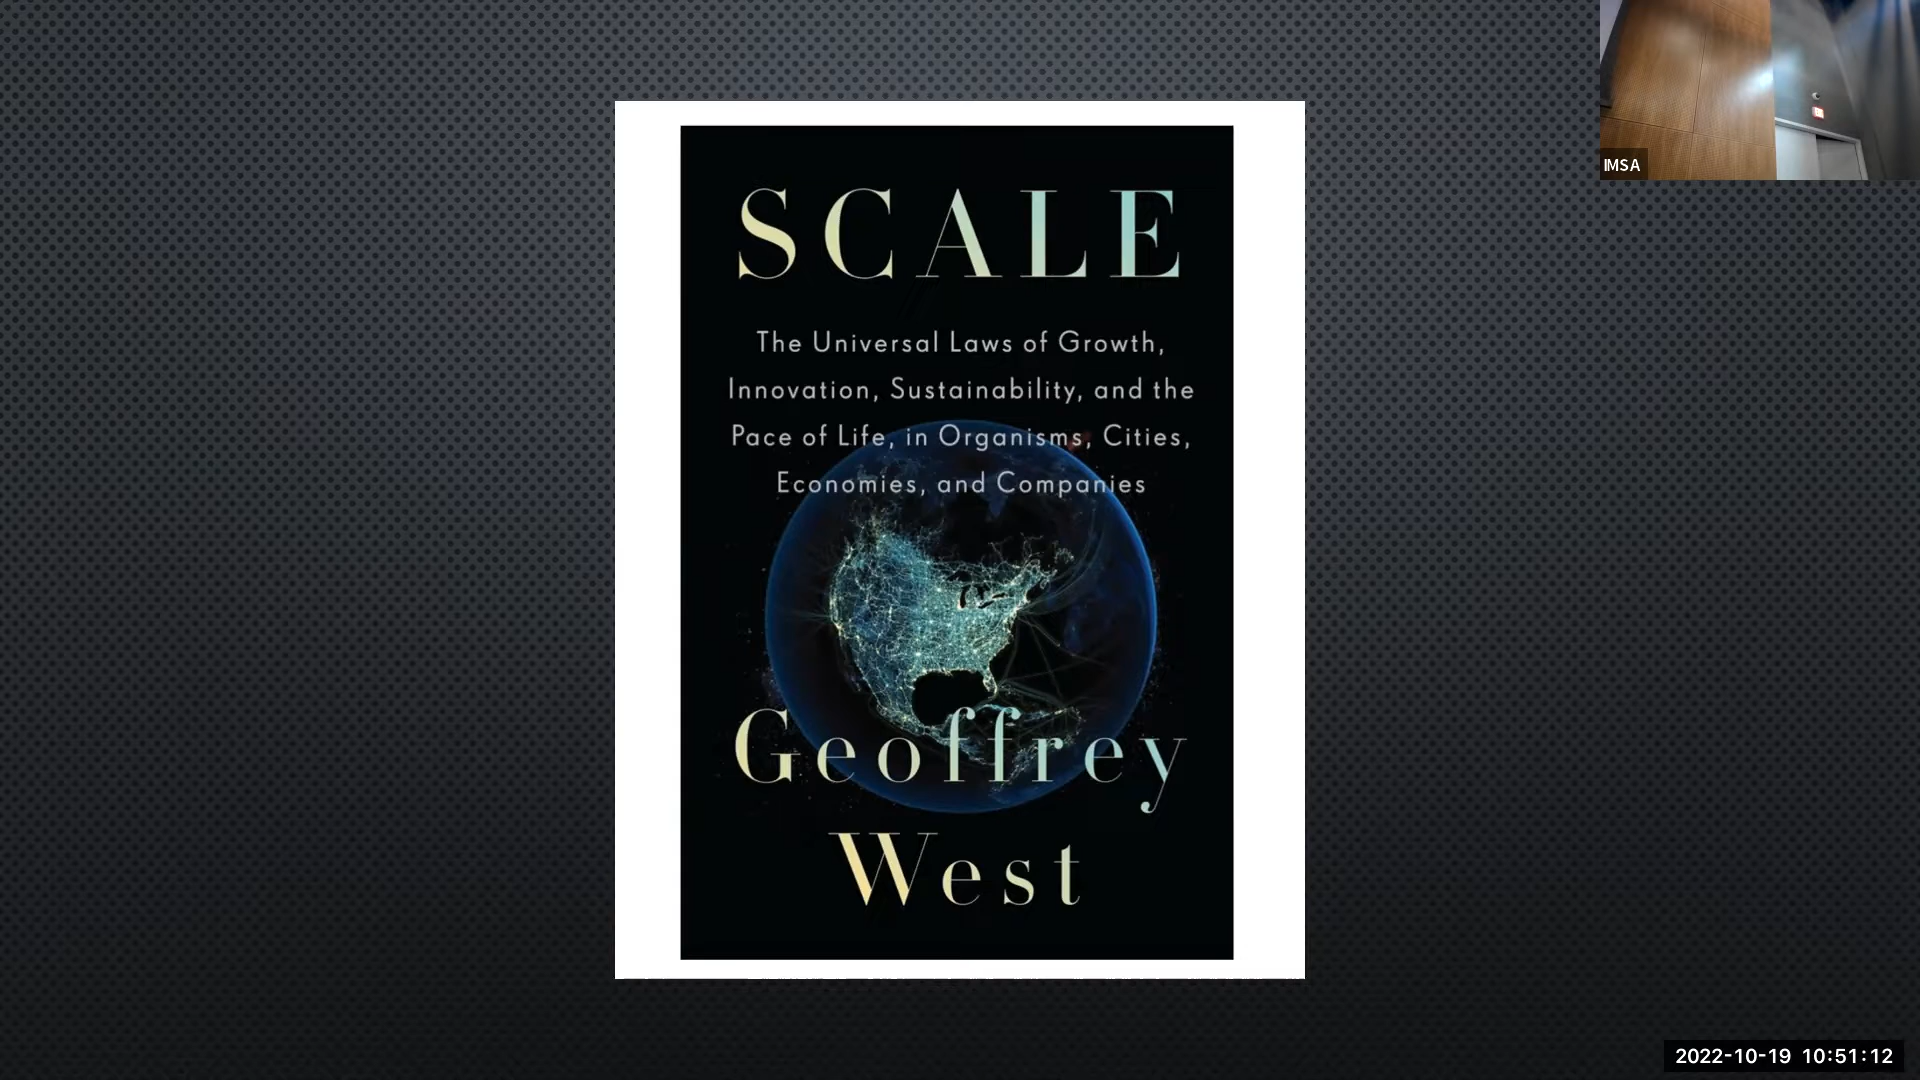 SCALE
The Universal Laws of Growth,
Innovation, Sustainability, and the
Pace of Life, in Organisms, Cities,
Economies, and Companies
Geoffrey
West
IMSA
2022-10-19 10:51:12